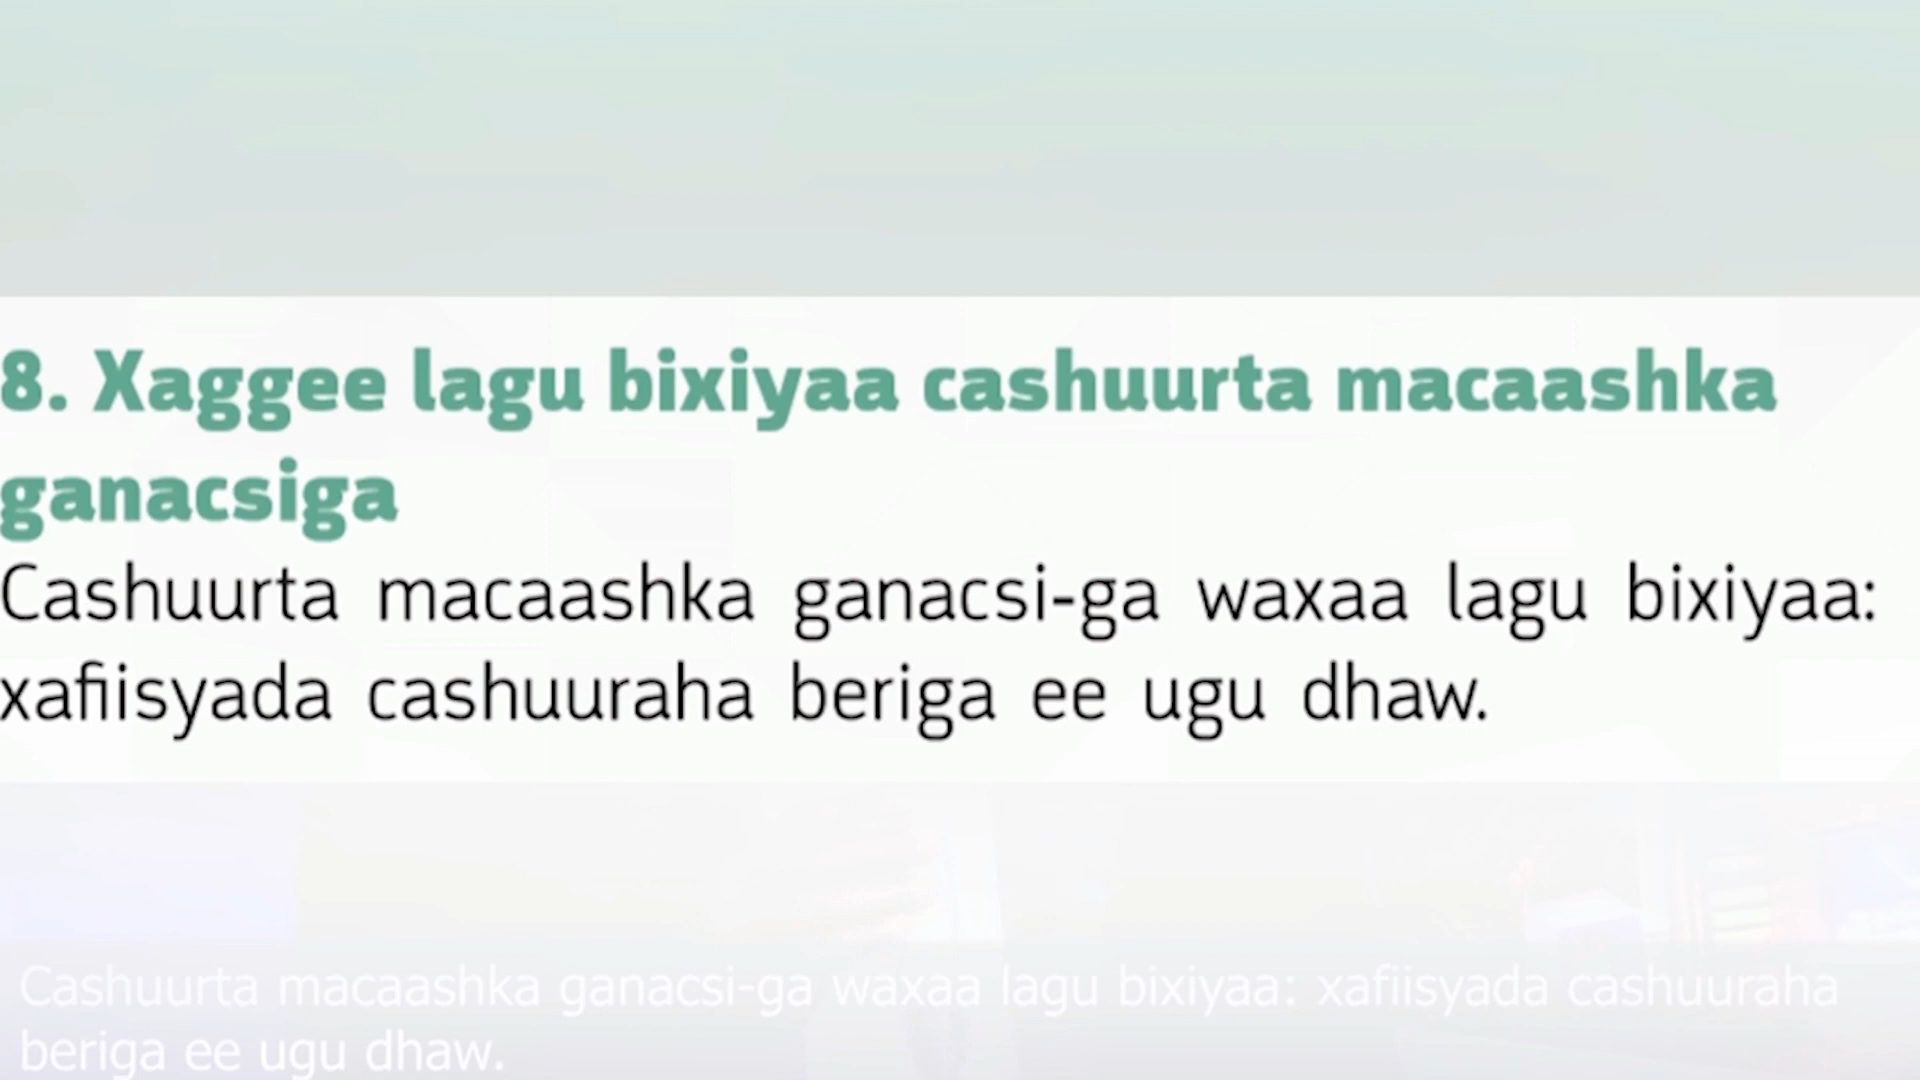 8. Xaggee lagu bixiyaa cashuurta macaashka
ganacsiga
Cashuurta macaashka ganacsi-ga waxaa lagu bixiyaa:
xafiisyada cashuuraha beriga ee ugu dhaw.
Cashuurta macaashka ganacsi-ga waxaa lagu bixiyaa: xafiisyada cashuuraha
beriga ee ugu dhaw.